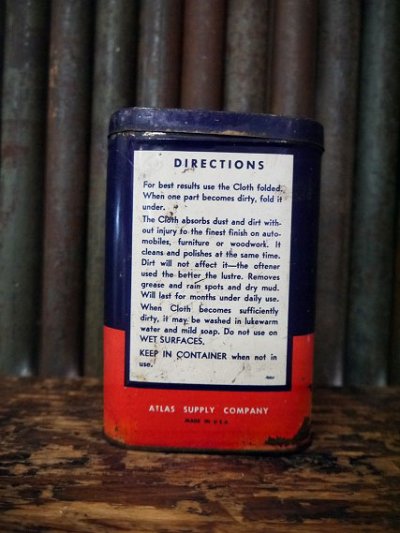 DIRECTIONS
For best results use the Cloth folded.
When one part becomes dirty, fold it
under.
The Cloth absorbs dust and dirt with-
out injury to the finest finish on auto-
mobiles, furniture or woodwork. It
cleans and polishes at the same time.
Dirt will not affect it—the oftener
used the better the lustre. Removes
grease and rain spots and dry mud.
Will last for months under daily use.
When Cloth becomes sufficiently
dirty, it may be washed in lukewarm
water and mild soap. Do not use on
WET SURFACES.
KEEP IN CONTAINER when not in
use.
ATLAS SUPPLY COMPANY
MADE IN U.S.A.